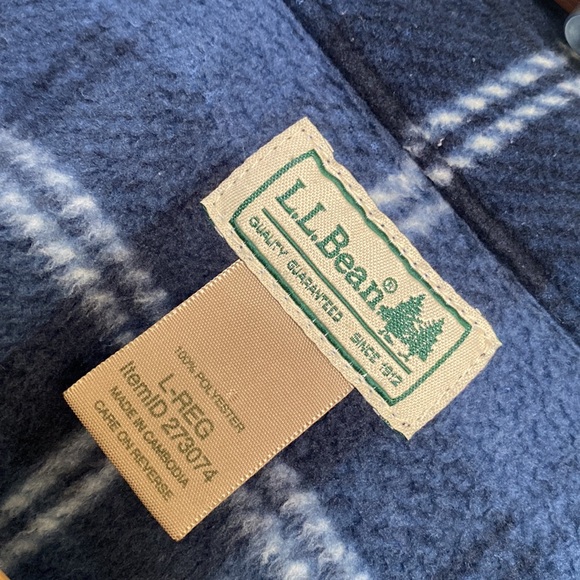 L.L.Bean®
QUALITY GUARANTEED SINCE 1912
100% POLYESTER
L-REG
ItemID 273074
MADE IN CAMBODIA
CARE ON REVERSE